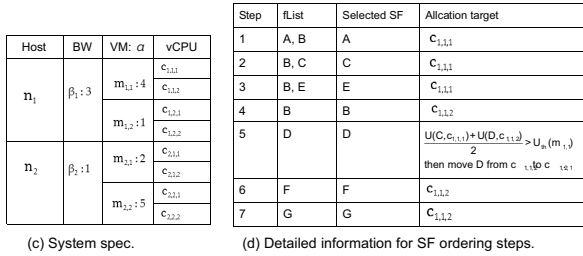 Host BW VM: α vCPU
n₁ β₁ : 3 m₁,₁ : 4 c₁,₁,₁
c₁,₁,₂
m₁,₂ : 1 c₁,₂,₁
c₁,₂,₂
n₂ β₂ : 1 m₂,₁ : 2 c₂,₁,₁
c₂,₁,₂
m₂,₂ : 5 c₂,₂,₁
c₂,₂,₂
(c) System spec.
Step fList Selected SF Allcation target
1 A, B A c₁,₁,₁
2 B, C C c₁,₁,₁
3 B, E E c₁,₁,₁
4 B B c₁,₁,₂
5 D D U(C,c₁,₁,₁)+U(D,c₁,₁,₂)
2
> Uₜₕ(m₁,₁)
then move D from c₁,₁,₂ to c₁,₂,₁
6 F F c₁,₁,₂
7 G G c₁,₁,₂
(d) Detailed information for SF ordering steps.